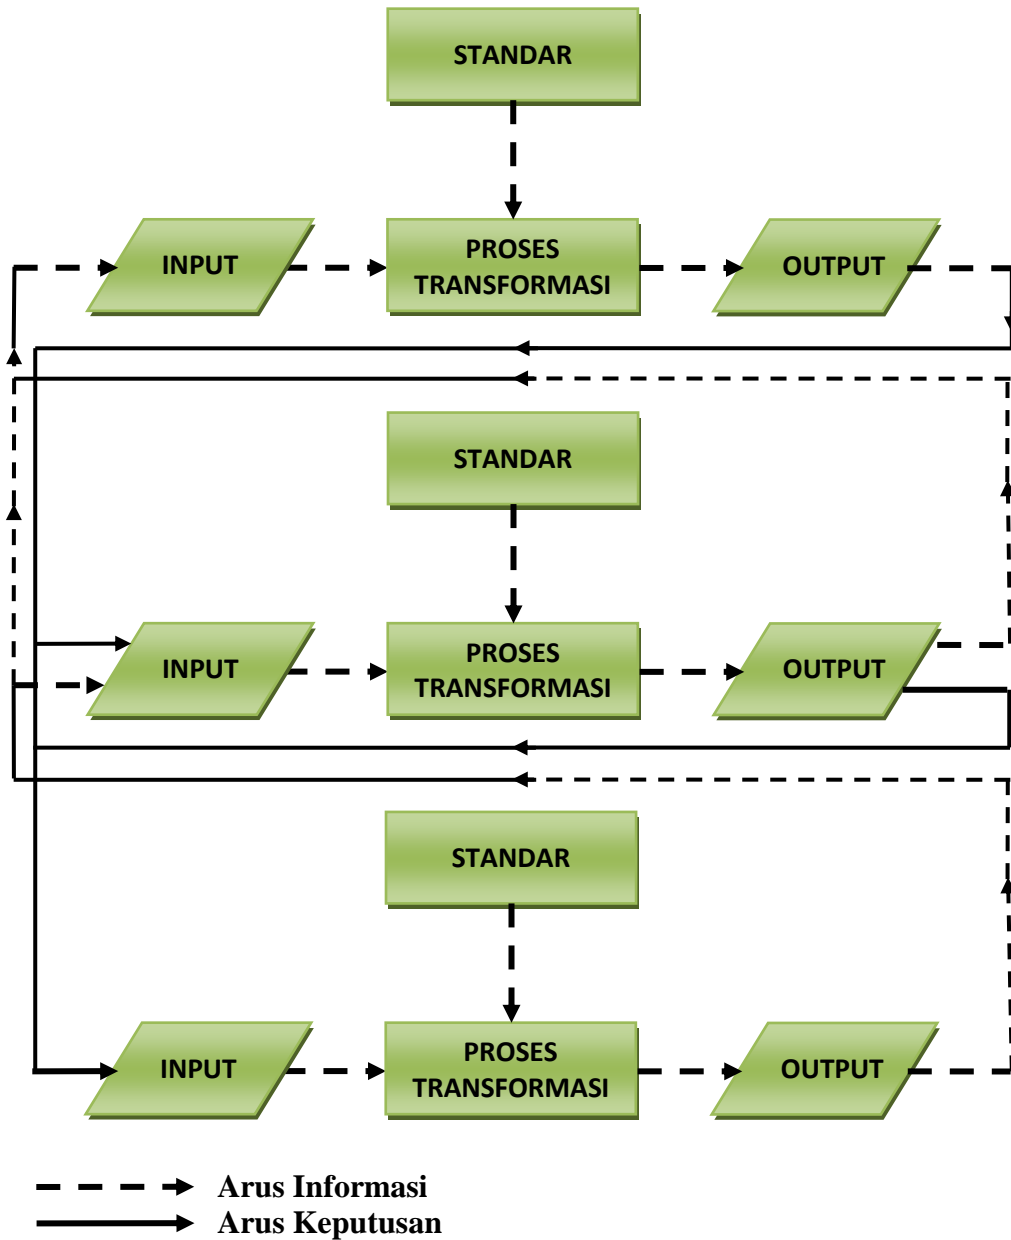 STANDAR
INPUT
PROSES
TRANSFORMASI
OUTPUT
STANDAR
INPUT
PROSES
TRANSFORMASI
OUTPUT
STANDAR
INPUT
PROSES
TRANSFORMASI
OUTPUT
Arus Informasi
Arus Keputusan